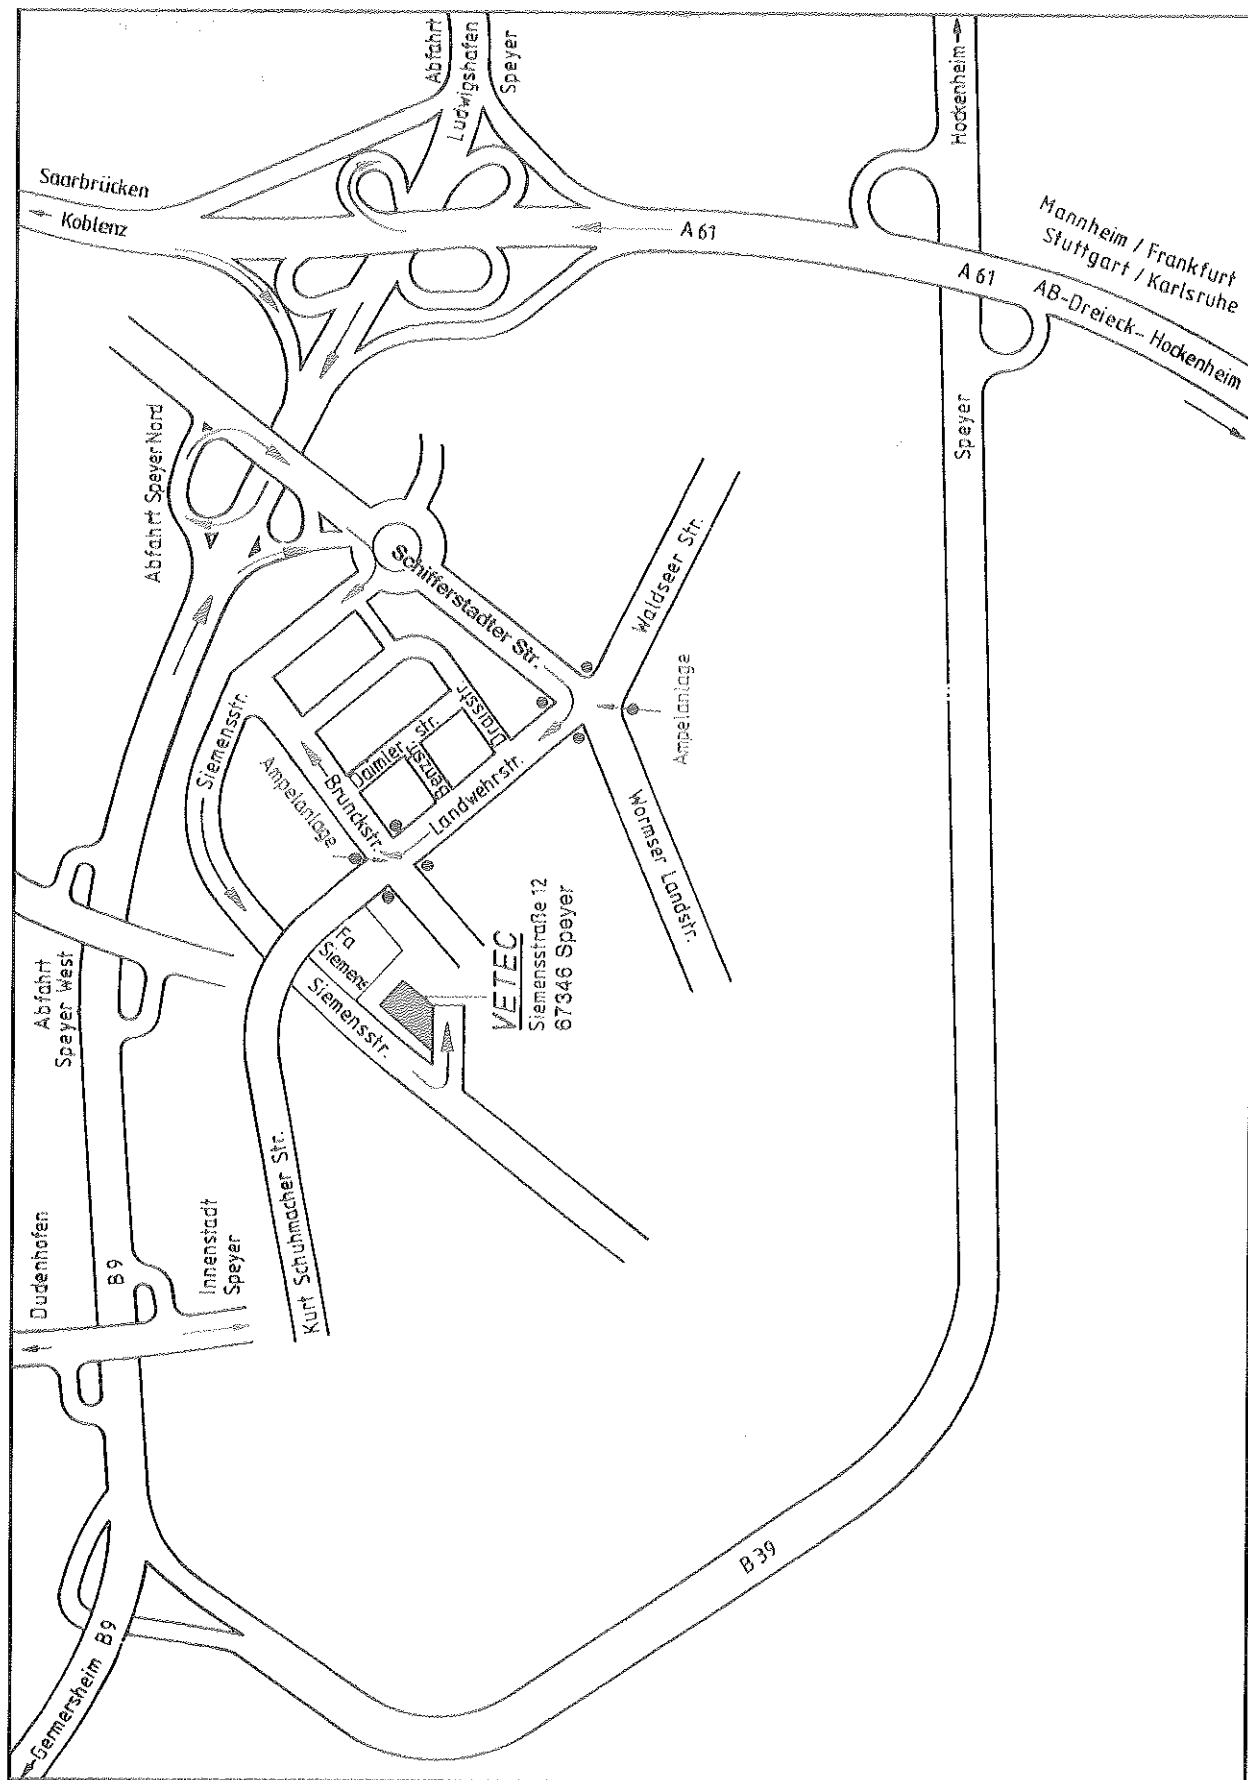 Saarbrücken
Koblenz
Abfahrt
Ludwigshafen
Speyer
Hockenheim
A 61
Mannheim / Frankfurt
Stuttgart / Karlsruhe
A 61
AB-Dreieck- Hockenheim
Speyer
Abfahrt Speyer Nord
Schifferstadter Str.
Waldseer Str.
Ampelanlage
Wormser Landstr.
Siemensstr.
Ampelanlage
Brunckstr.
Daimler str.
Benzstr.
Draisstr.
Landwehrstr.
Fa
Siemens
Siemensstr.
VETEC
Siemensstraße 12
67346 Speyer
Abfahrt
Speyer West
Kurt Schuhmacher Str.
Dudenhofen
B 9
Innenstadt
Speyer
B 39
Germersheim B9